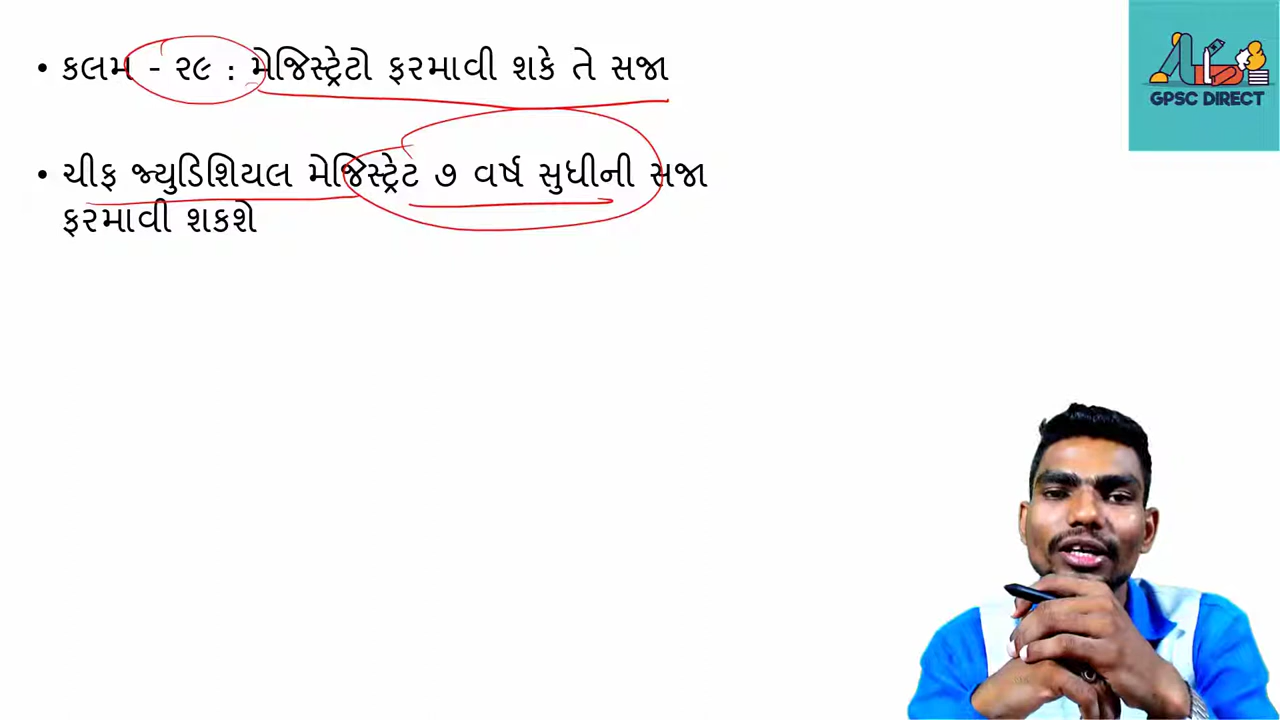 • કલમ - ૨૯ : મેજિસ્ટ્રેટો ફરમાવી શકે તે સજા
• ચીફ જ્યુડિશિયલ મેજિસ્ટ્રેટ ૭ વર્ષ સુધીની સજા
ફરમાવી શકશે
GPSC DIRECT